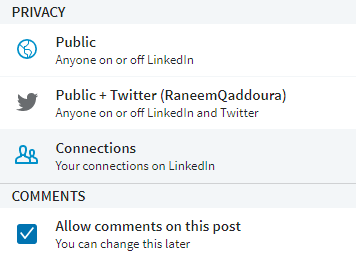 PRIVACY
Public
Anyone on or off LinkedIn
Public + Twitter (RaneemQaddoura)
Anyone on or off LinkedIn and Twitter
Connections
Your connections on LinkedIn
COMMENTS
Allow comments on this post
You can change this later